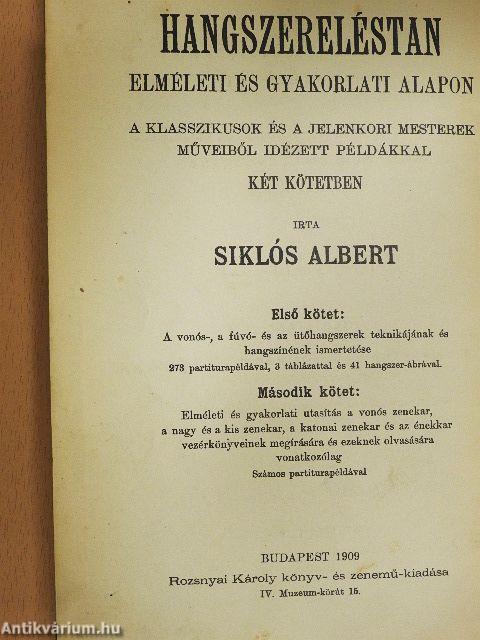 HANGSZERELÉSTAN
ELMÉLETI ÉS GYAKORLATI ALAPON
A KLASSZIKUSOK ÉS A JELENKORI MESTEREK
MŰVEIBŐL IDÉZETT PÉLDÁKKAL
KÉT KÖTETBEN
IRTA
SIKLÓS ALBERT
Első kötet:
A vonós-, a fúvó- és az ütőhangszerek teknikájának és
hangszínének ismertetése
273 partiturapéldával, 3 táblázattal és 41 hangszer-ábrával.
Második kötet:
Elméleti és gyakorlati utasítás a vonós zenekar,
a nagy és a kis zenekar, a katonai zenekar és az énekkar
vezérkönyveinek megírására és ezeknek olvasására
vonatkozólag
Számos partiturapéldával
BUDAPEST 1909
Rozsnyai Károly könyv- és zenemű-kiadása
IV. Muzeum-körút 15.
Antikvárium.hu